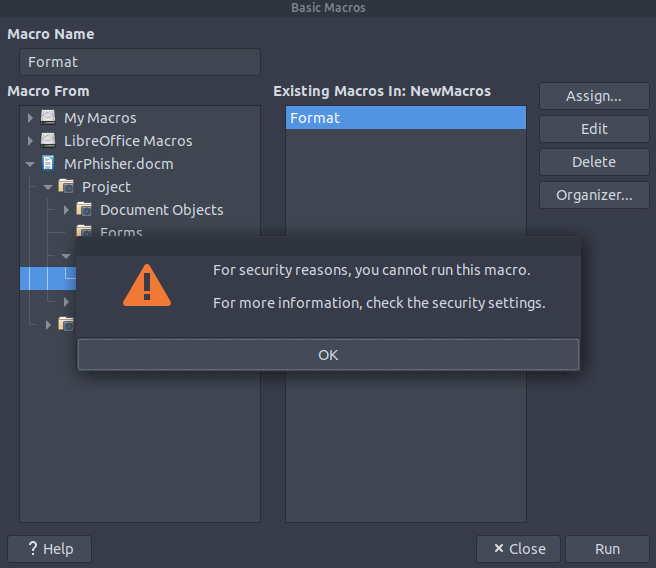 Basic Macros
Macro Name
Format
Macro From
Existing Macros In: NewMacros
My Macros
LibreOffice Macros
MrPhisher.docm
Project
Document Objects
Forms
Format
Assign...
Edit
Delete
Organizer...
For security reasons, you cannot run this macro.
For more information, check the security settings.
OK
? Help
× Close
Run